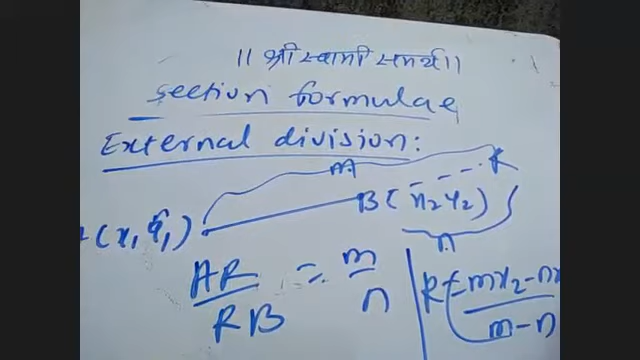 ॥ श्री स्वामी समर्थ ॥
Section formulae
External division:
m
R
B(x₂ y₂)
(x₁ y₁)
n
AR/RB = m/n
R = mx₂-nx / m-n